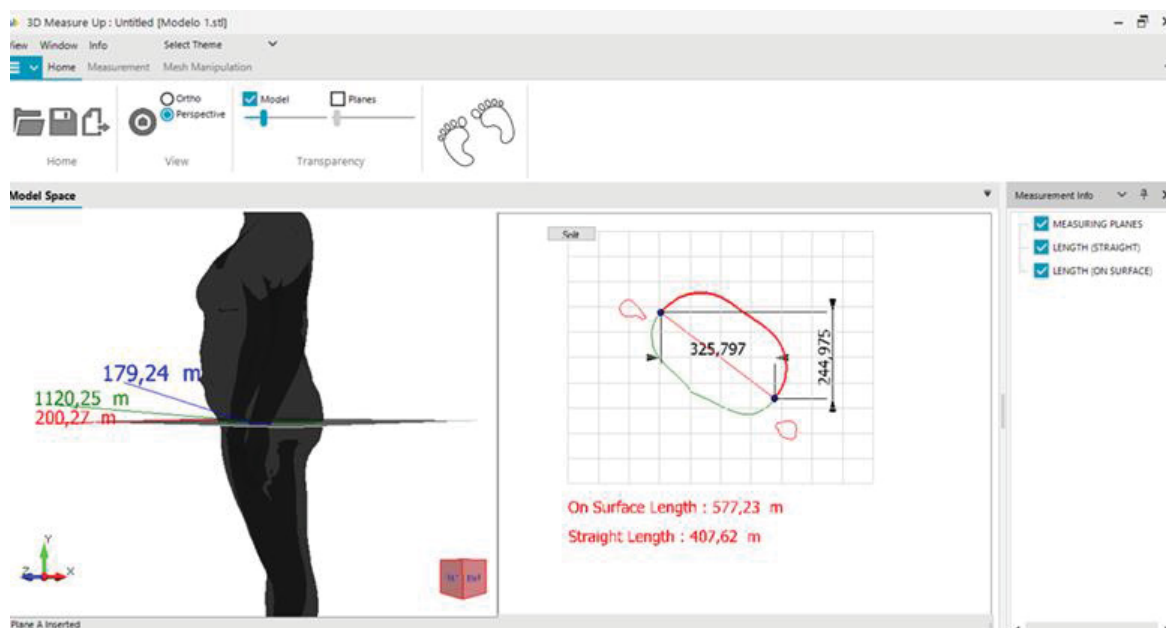 3D Measure Up : Untitled [Modelo 1.stl]
View Window Info Select Theme
Home Measurement Mesh Manipulation
Ortho
Perspective
Model
Planes
Home
View
Transparency
Model Space
Measurement Info
MEASURING PLANES
LENGTH (STRAIGHT)
LENGTH (ON SURFACE)
179,24 m
1120,25 m
200,27 m
325,797
244,975
On Surface Length : 577,23 m
Straight Length : 407,62 m
Y
Z
X
Plane A Inserted